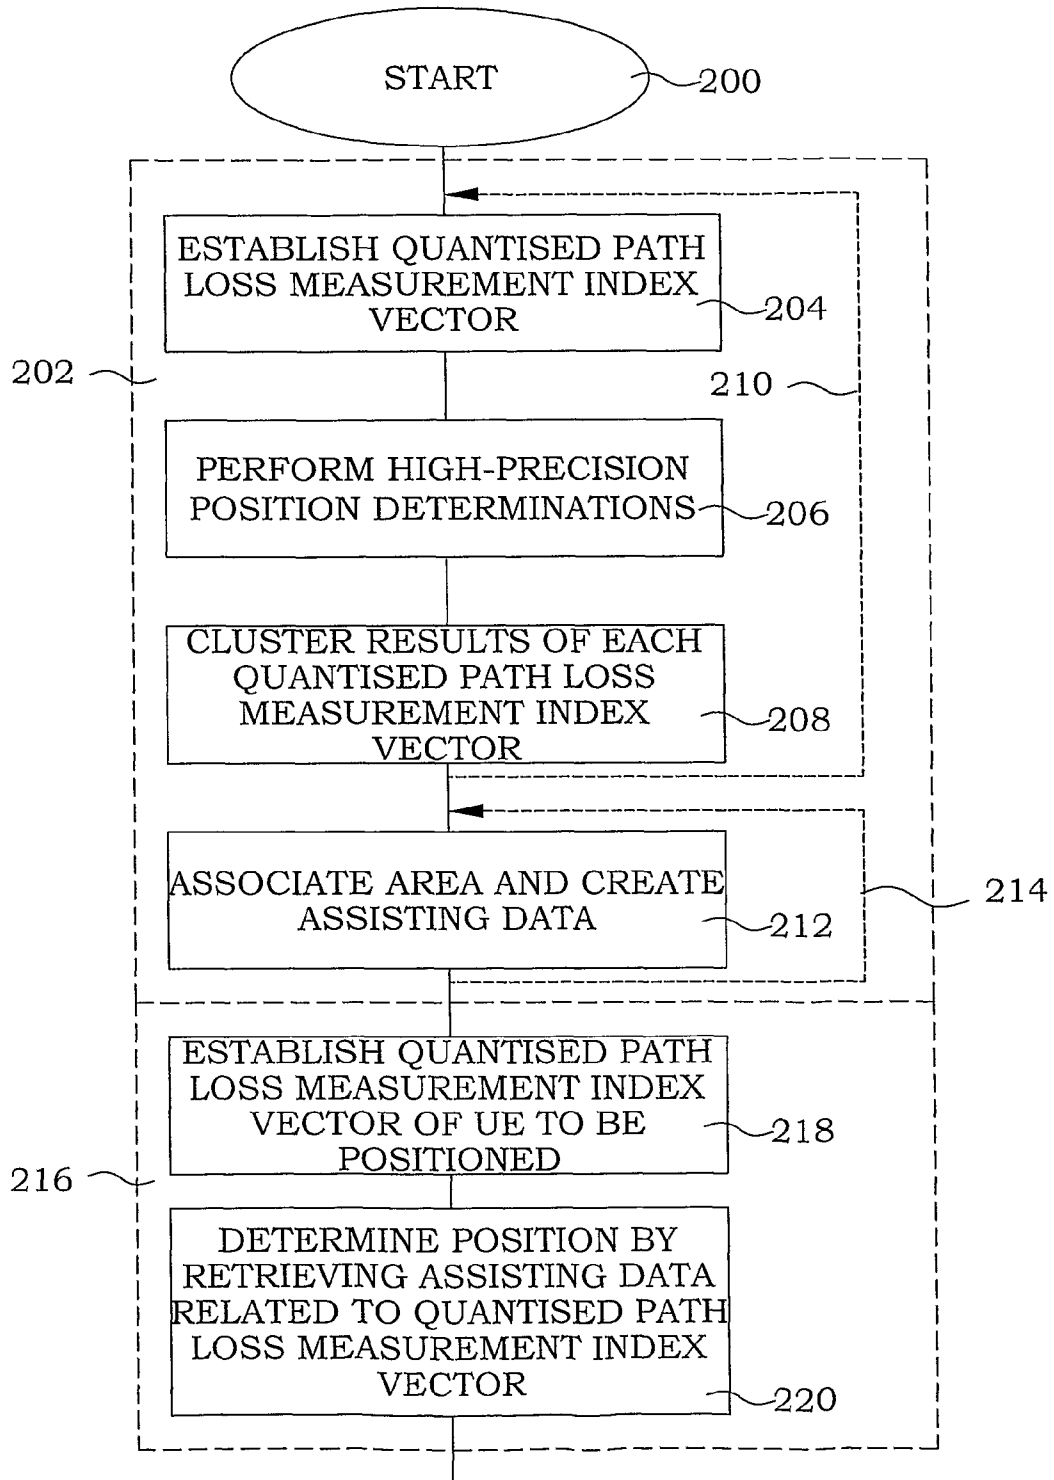 START
200
ESTABLISH QUANTISED PATH
LOSS MEASUREMENT INDEX
VECTOR
204
202
210
PERFORM HIGH-PRECISION
POSITION DETERMINATIONS
206
CLUSTER RESULTS OF EACH
QUANTISED PATH LOSS
MEASUREMENT INDEX
VECTOR
208
ASSOCIATE AREA AND CREATE
ASSISTING DATA
212
214
ESTABLISH QUANTISED PATH
LOSS MEASUREMENT INDEX
VECTOR OF UE TO BE
POSITIONED
218
216
DETERMINE POSITION BY
RETRIEVING ASSISTING DATA
RELATED TO QUANTISED PATH
LOSS MEASUREMENT INDEX
VECTOR
220